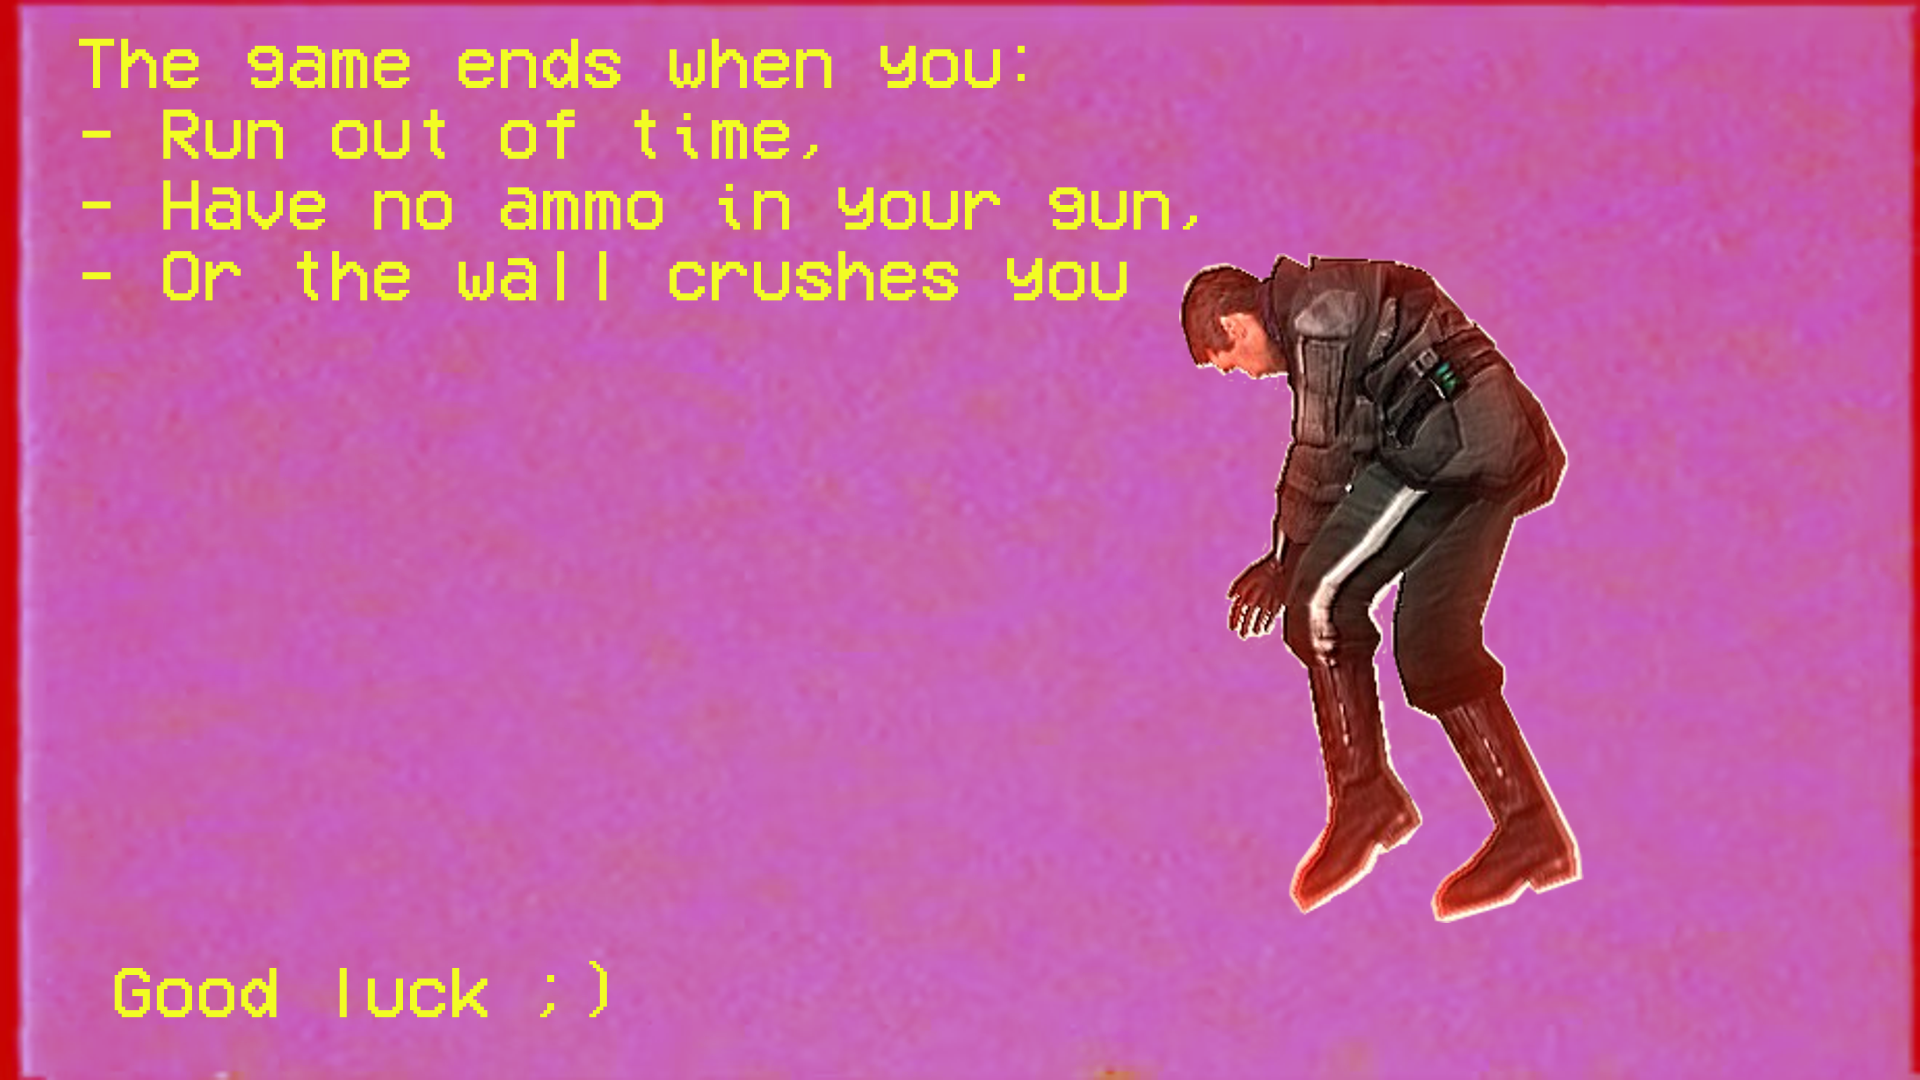 The game ends when you:
- Run out of time,
- Have no ammo in your gun,
- Or the wall crushes you
Good luck ;)